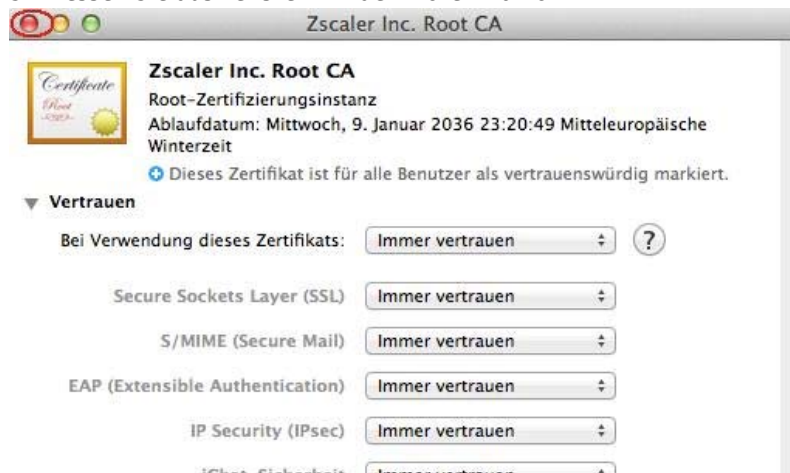 Zscaler Inc. Root CA
Certificate
Root
Zscaler Inc. Root CA
Root-Zertifizierungsinstanz
Ablaufdatum: Mittwoch, 9. Januar 2036 23:20:49 Mitteleuropäische
Winterzeit
Dieses Zertifikat ist für alle Benutzer als vertrauenswürdig markiert.
Vertrauen
Bei Verwendung dieses Zertifikats: Immer vertrauen ?
Secure Sockets Layer (SSL) Immer vertrauen
S/MIME (Secure Mail) Immer vertrauen
EAP (Extensible Authentication) Immer vertrauen
IP Security (IPsec) Immer vertrauen